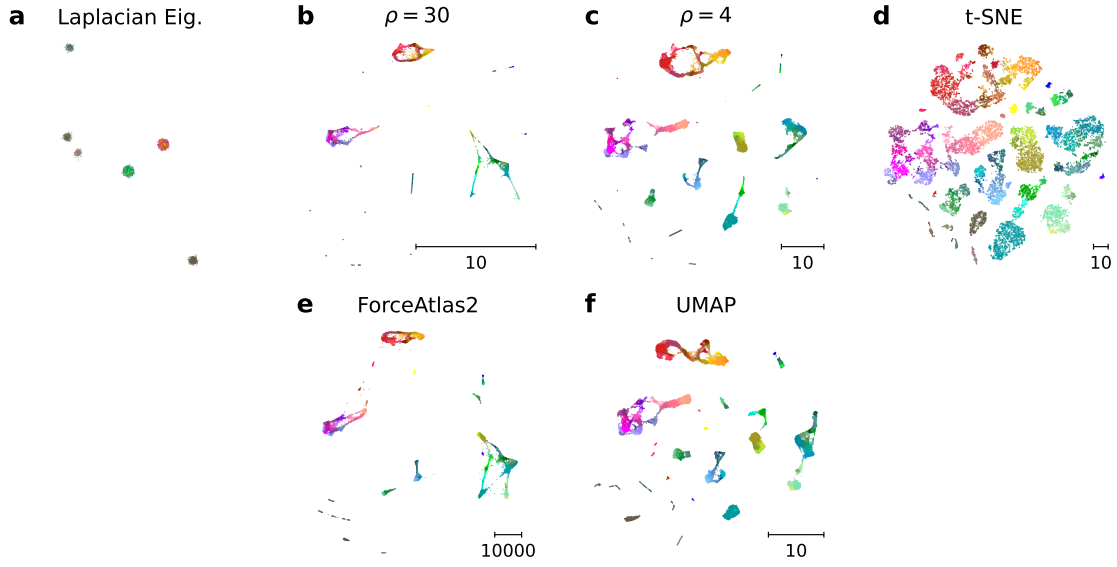 a Laplacian Eig.
b ρ = 30
c ρ = 4
d t-SNE
10
10
10
e ForceAtlas2
f UMAP
10000
10